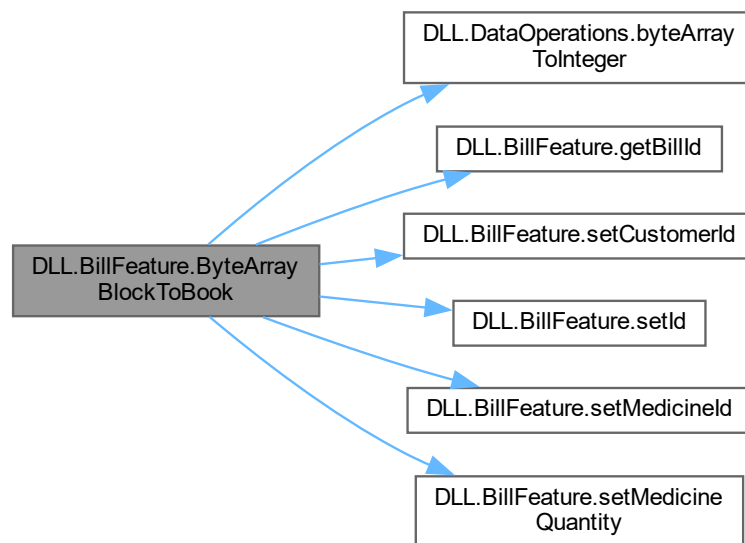 DLL.DataOperations.byteArray
ToInteger
DLL.BillFeature.getBillId
DLL.BillFeature.setCustomerId
DLL.BillFeature.ByteArray
BlockToBook
DLL.BillFeature.setId
DLL.BillFeature.setMedicineId
DLL.BillFeature.setMedicine
Quantity